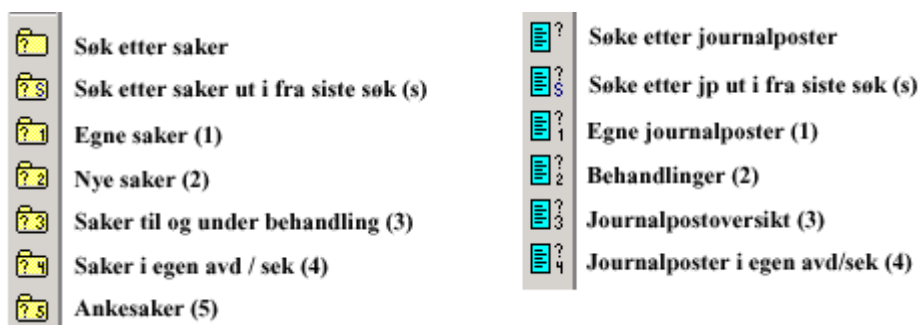 Søk etter saker
Søk etter saker ut i fra siste søk (s)
Egne saker (1)
Nye saker (2)
Saker til og under behandling (3)
Saker i egen avd / sek (4)
Ankesaker (5)
Søke etter journalposter
Søke etter jp ut i fra siste søk (s)
Egne journalposter (1)
Behandlinger (2)
Journalpostoversikt (3)
Journalposter i egen avd/sek (4)